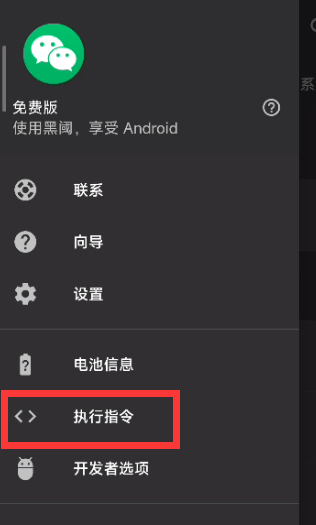 免费版
使用黑阈，享受 Android
系
联系
向导
设置
电池信息
执行指令
开发者选项